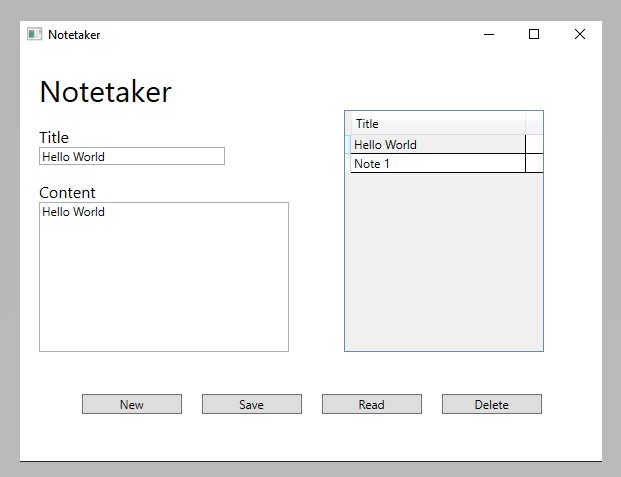 Notetaker
Notetaker
Title
Hello World
Content
Hello World
Title
Hello World
Note 1
New
Save
Read
Delete